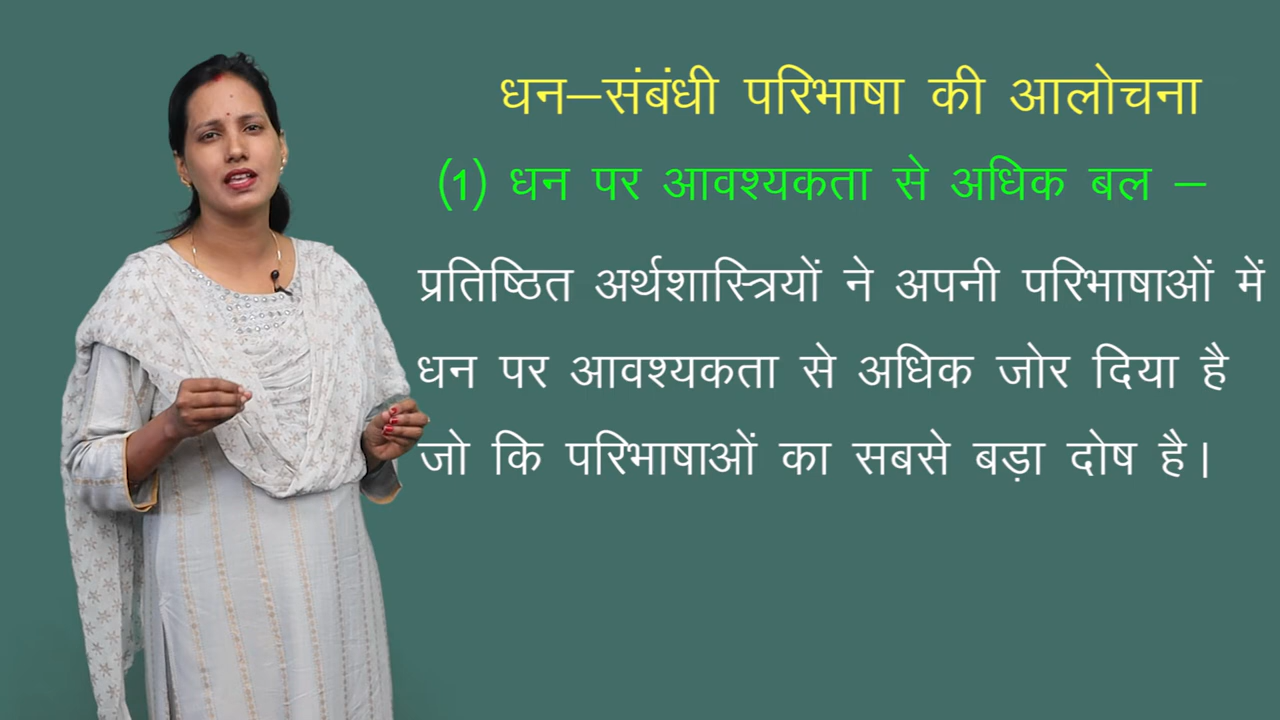 धन–संबंधी परिभाषा की आलोचना
(1) धन पर आवश्यकता से अधिक बल –
प्रतिष्ठित अर्थशास्त्रियों ने अपनी परिभाषाओं में
धन पर आवश्यकता से अधिक जोर दिया है
जो कि परिभाषाओं का सबसे बड़ा दोष है।